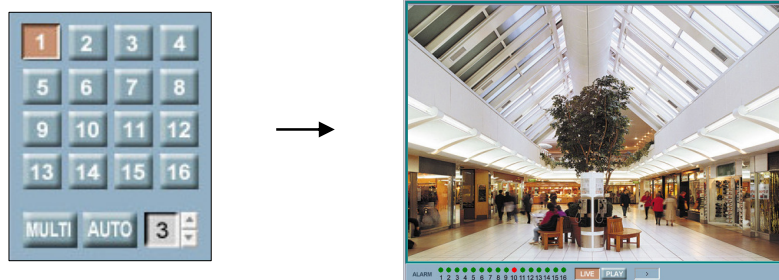 1 2 3 4
5 6 7 8
9 10 11 12
13 14 15 16
MULTI AUTO 3
ALARM 1 2 3 4 5 6 7 8 9 10 11 12 13 14 15 16 LIVE PLAY >